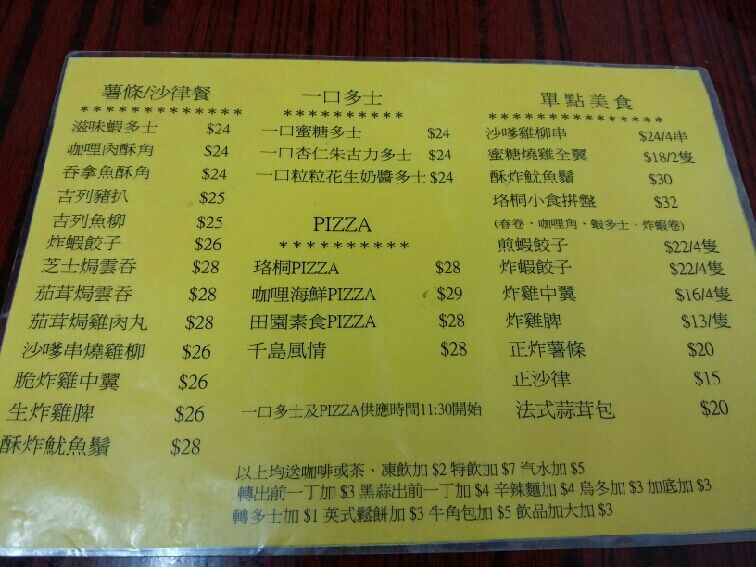 薯條/沙律餐
* * * * * * * * * * * * *
滋味蝦多士 $24
咖哩肉酥角 $24
吞拿魚酥角 $24
吉列豬扒 $25
吉列魚柳 $25
炸蝦餃子 $26
芝士焗雲吞 $28
茄茸焗雲吞 $28
茄茸焗雞肉丸 $28
沙嗲串燒雞柳 $26
脆炸雞中翼 $26
生炸雞脾 $26
酥炸魷魚鬚 $28
一口多士
* * * * * * * * * *
一口蜜糖多士 $24
一口杏仁朱古力多士 $24
一口粒粒花生奶醬多士 $24
PIZZA
* * * * * * * * * *
珞桐PIZZA $28
咖哩海鮮PIZZA $29
田園素食PIZZA $28
千島風情 $28
一口多士及PIZZA供應時間11:30開始
單點美食
* * * * * * * * * * * * * *
沙嗲雞柳串 $24/4串
蜜糖燒雞全翼 $18/2隻
酥炸魷魚鬚 $30
珞桐小食拼盤 $32
(春卷、咖哩角、蝦多士、炸蝦卷)
煎蝦餃子 $22/4隻
炸蝦餃子 $22/4隻
炸雞中翼 $16/4隻
炸雞脾 $13/隻
正炸薯條 $20
正沙律 $15
法式蒜茸包 $20
以上均送咖啡或茶、凍飲加 $2 特飲加 $7 汽水加 $5
轉出前一丁加 $3 黑蒜出前一丁加 $4 辛辣麵加 $4 烏冬加 $3 加底加 $3
轉多士加 $1 英式鬆餅加 $3 牛角包加 $5 飲品加大加 $3